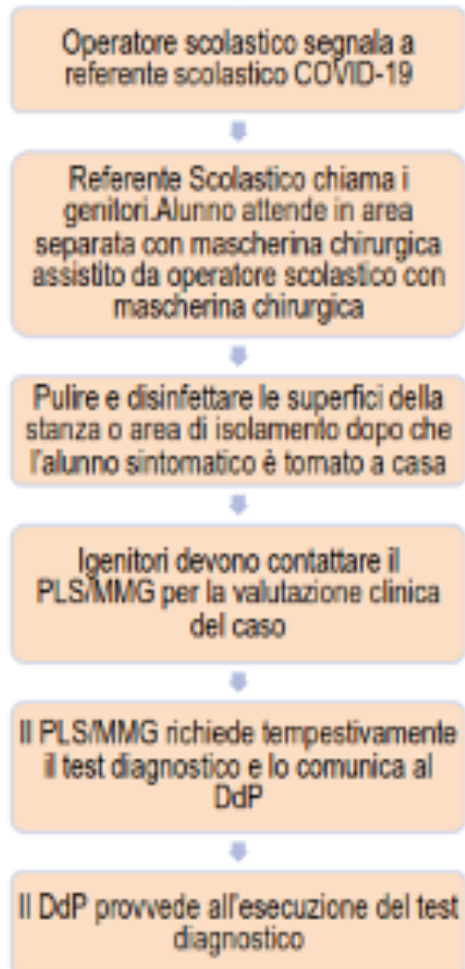 Operatore scolastico segnala a
referente scolastico COVID-19
Referente Scolastico chiama i
genitori.Alunno attende in area
separata con mascherina chirurgica
assistito da operatore scolastico con
mascherina chirurgica
Pulire e disinfettare le superfici della
stanza o area di isolamento dopo che
l'alunno sintomatico è tornato a casa
Igenitori devono contattare il
PLS/MMG per la valutazione clinica
del caso
Il PLS/MMG richiede tempestivamente
il test diagnostico e lo comunica al
DdP
Il DdP provvede all'esecuzione del test
diagnostico